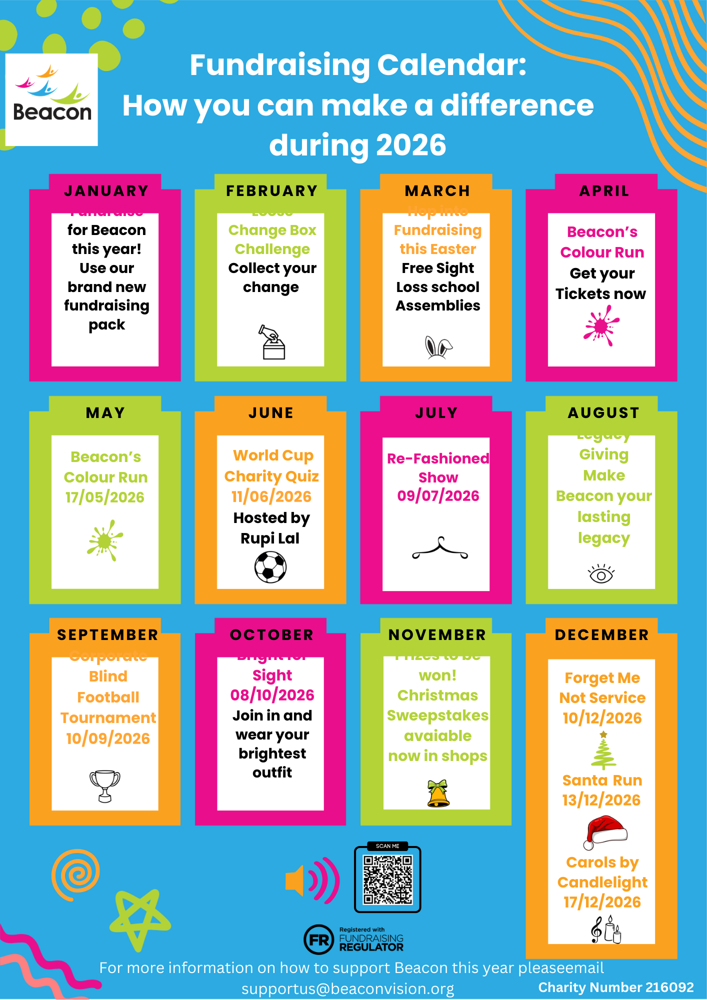 Beacon
Fundraising Calendar:
How you can make a difference
during 2026
JANUARY
Fundraise
for Beacon
this year!
Use our
brand new
fundraising
pack
FEBRUARY
Loose
Change Box
Challenge
Collect your
change
MARCH
Hop into
Fundraising
this Easter
Free Sight
Loss school
Assemblies
APRIL
Beacon's
Colour Run
Get your
Tickets now
MAY
Beacon's
Colour Run
17/05/2026
JUNE
World Cup
Charity Quiz
11/06/2026
Hosted by
Rupi Lal
JULY
Re-Fashioned
Show
09/07/2026
AUGUST
Legacy
Giving
Make
Beacon your
lasting
legacy
SEPTEMBER
Corporate
Blind
Football
Tournament
10/09/2026
OCTOBER
Bright for
Sight
08/10/2026
Join in and
wear your
brightest
outfit
NOVEMBER
Prizes to be
won!
Christmas
Sweepstakes
avaiable
now in shops
DECEMBER
Forget Me
Not Service
10/12/2026
Santa Run
13/12/2026
Carols by
Candlelight
17/12/2026
SCAN ME
FR
Registered with
FUNDRAISING
REGULATOR
For more information on how to support Beacon this year pleaseemail
supportus@beaconvision.org
Charity Number 216092